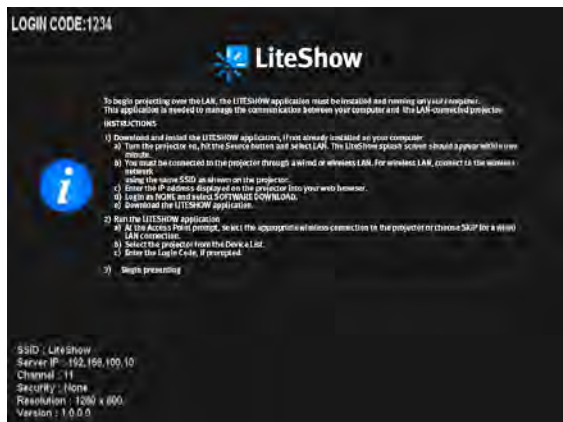 LOGIN CODE:1234
LiteShow
To begin projecting over the LAN, the LITESHOW application must be installed and running on your computer.
This application is needed to manage the communication between your computer and the LAN-connected projector
INSTRUCTIONS
1) Download and install the LITESHOW application, if not already installed on your computer
a) Turn the projector on, hit the Source button and select LAN. The LiteShow splash screen should appear within one
minute.
b) You must be connected to the projector through a wired or wireless LAN. For wireless LAN, connect to the wireless
network
using the same SSID as shown on the projector.
c) Enter the IP address displayed on the projector into your web browser.
d) Login as NONE and select SOFTWARE DOWNLOAD.
e) Download the LITESHOW application.
2) Run the LITESHOW application
a) At the Access Point prompt, select the appropriate wireless connection to the projector or choose SKIP for a wired
LAN connection.
b) Select the projector from the Device List.
c) Enter the Login Code, if prompted.
3) Begin presenting
SSID : LiteShow
Server IP : 192.168.100.10
Channel : 11
Security : None
Resolution : 1280 x 800
Version : 1.0.0.0